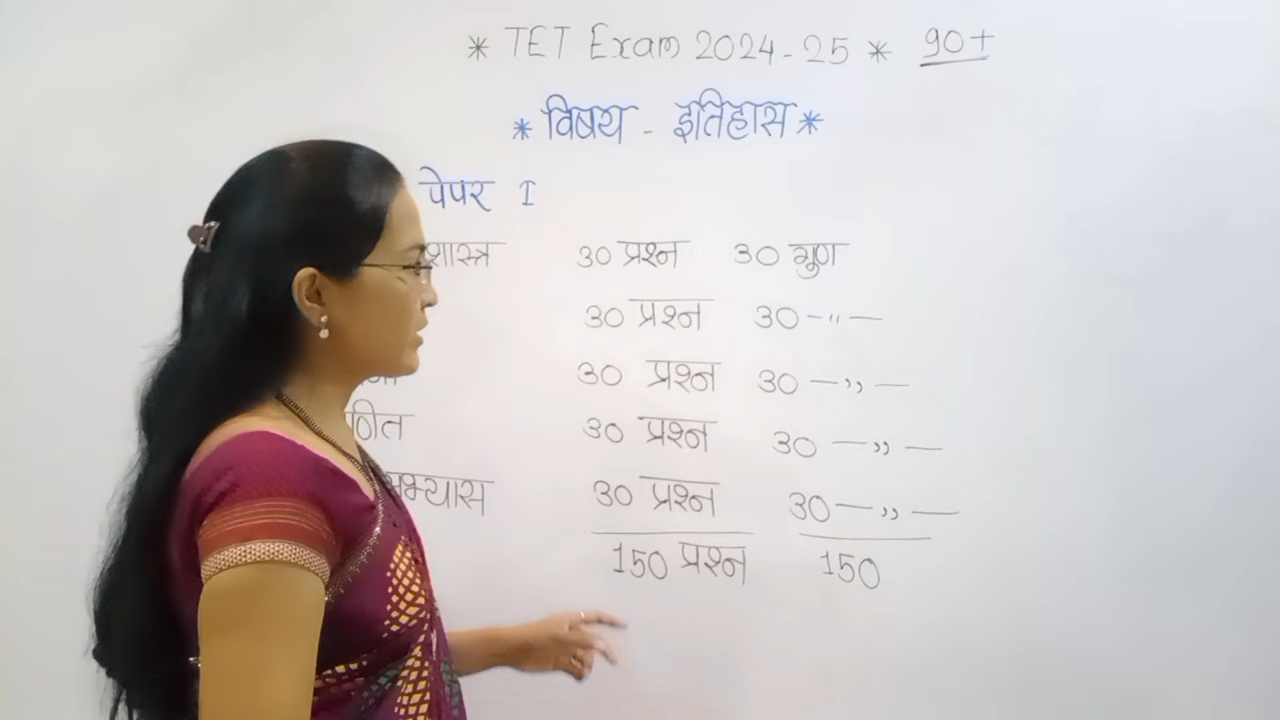 * TET Exam 2024-25 * 90+
* विषय - इतिहास *
पेपर I
शास्त्र 30 प्रश्न 30 गुण
30 प्रश्न 30 -"-
30 प्रश्न 30 -"-
णित 30 प्रश्न 30 -"-
अभ्यास 30 प्रश्न 30 -"-
150 प्रश्न 150